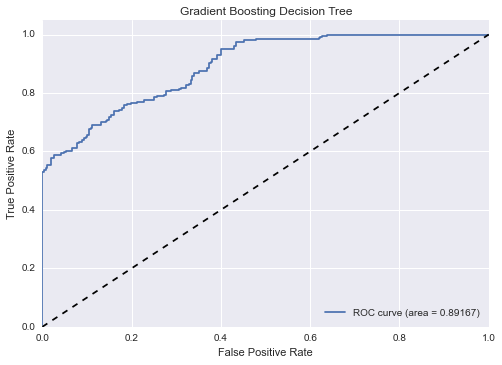 Gradient Boosting Decision Tree
1.0
0.8
0.6
0.4
0.2
0.0
True Positive Rate
ROC curve (area = 0.89167)
0.0 0.2 0.4 0.6 0.8 1.0
False Positive Rate